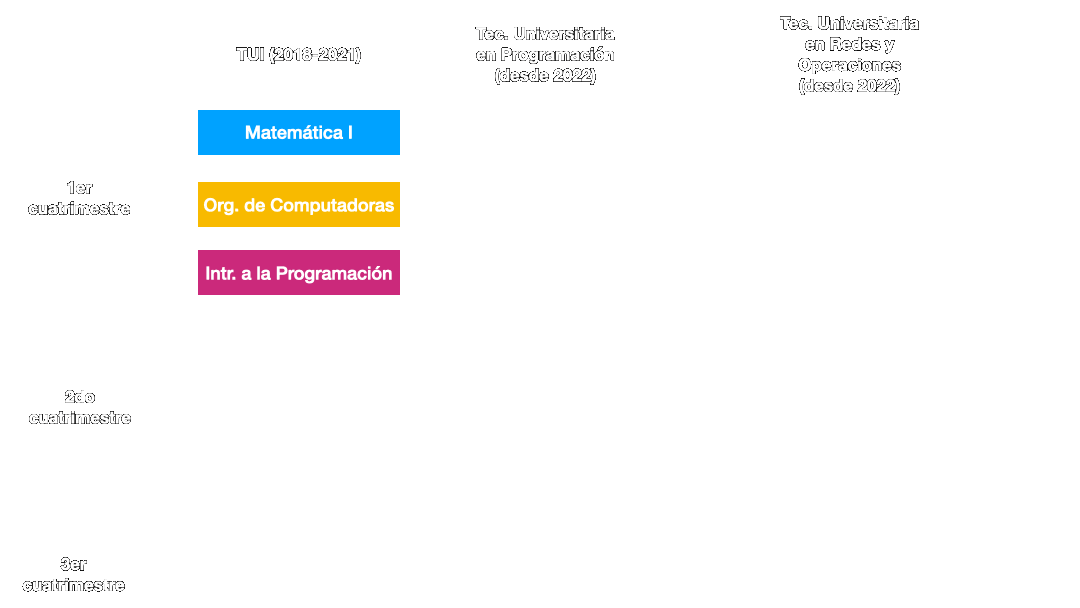 TUI (2018-2021)
Tec. Universitaria
en Programación
(desde 2022)
Tec. Universitaria
en Redes y
Operaciones
(desde 2022)
1er
cuatrimestre
Matemática I
Org. de Computadoras
Intr. a la Programación
2do
cuatrimestre
3er
cuatrimestre